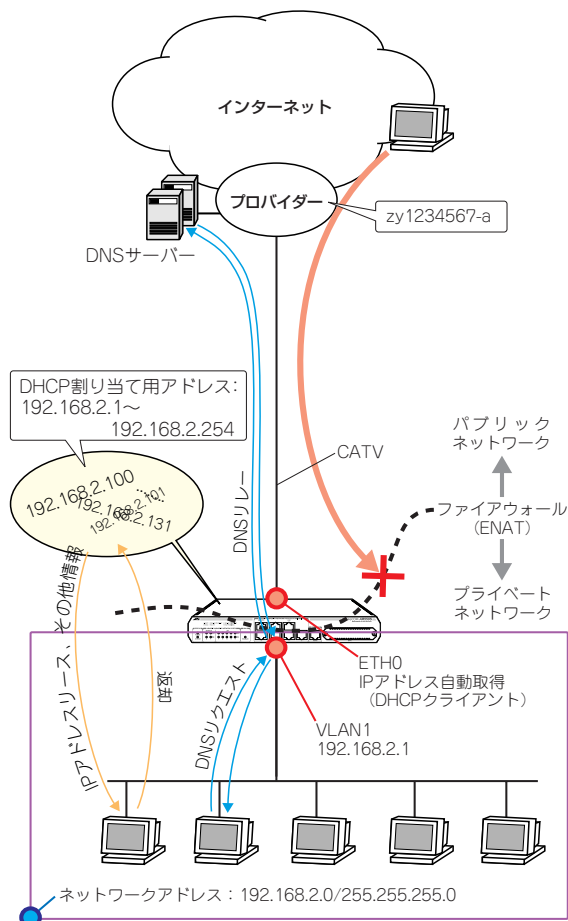 インターネット
プロバイダー
zy1234567-a
DNSサーバー
DHCP割り当て用アドレス：
192.168.2.1〜
192.168.2.254
パブリック
ネットワーク
CATV
192.168.2.100
192.168.2.101
192.168.2.131
DNSリレー
ファイアウォール
(ENAT)
プライベート
ネットワーク
IPアドレスリース、その他情報
返却
DNSリクエスト
ETH0
IPアドレス自動取得
（DHCPクライアント）
VLAN1
192.168.2.1
ネットワークアドレス：192.168.2.0/255.255.255.0